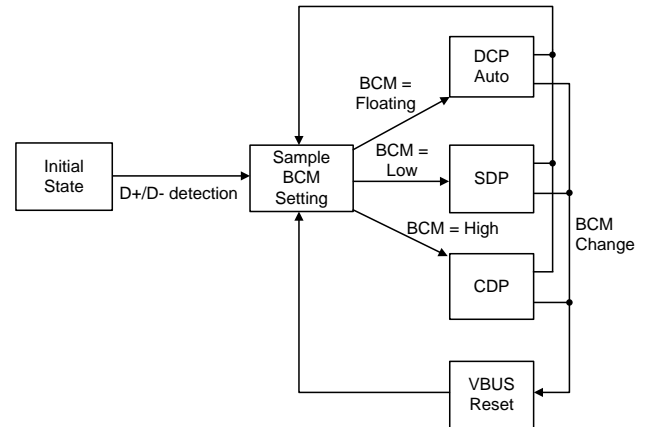 DCP
Auto
BCM =
Floating
Initial
State
D+/D- detection
Sample
BCM
Setting
BCM =
Low
SDP
BCM = High
BCM
Change
CDP
VBUS
Reset